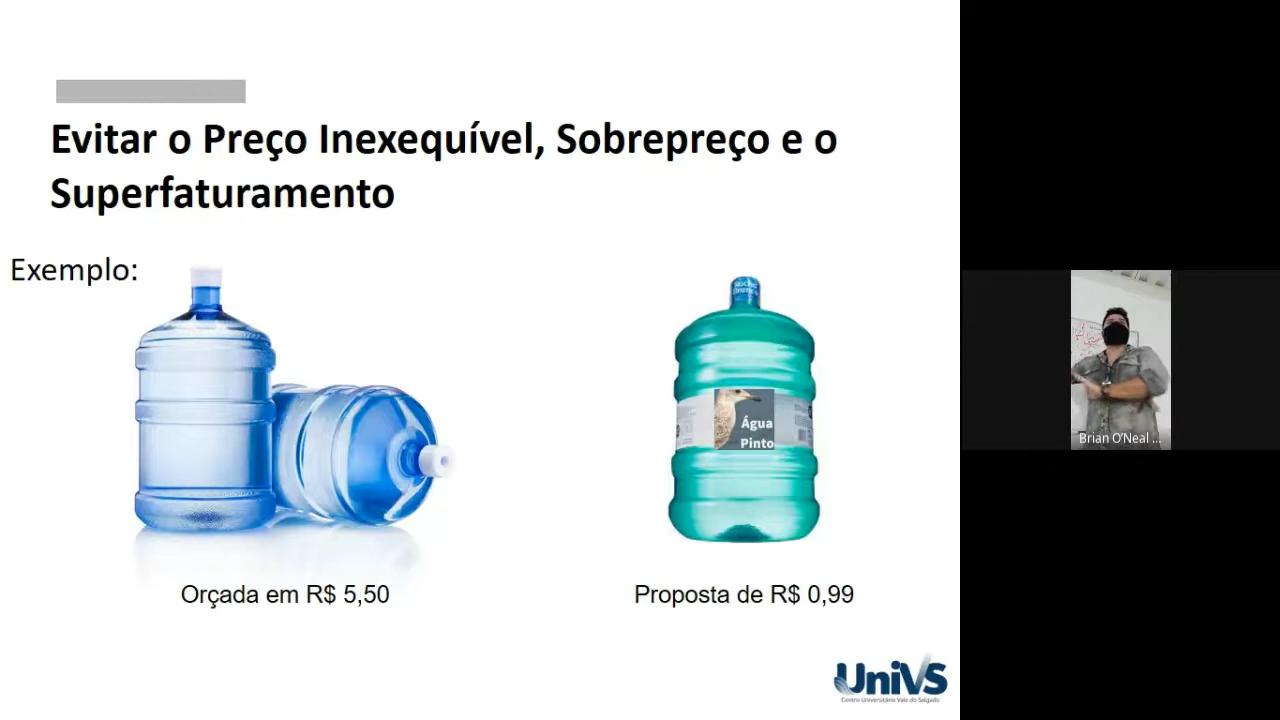 Evitar o Preço Inexequível, Sobrepreço e o
Superfaturamento
Exemplo:
Água
Pinto
Orçada em R$ 5,50
Proposta de R$ 0,99
UniVS
Centro Universitário Vale do Salgado
Brian O'Neal ...